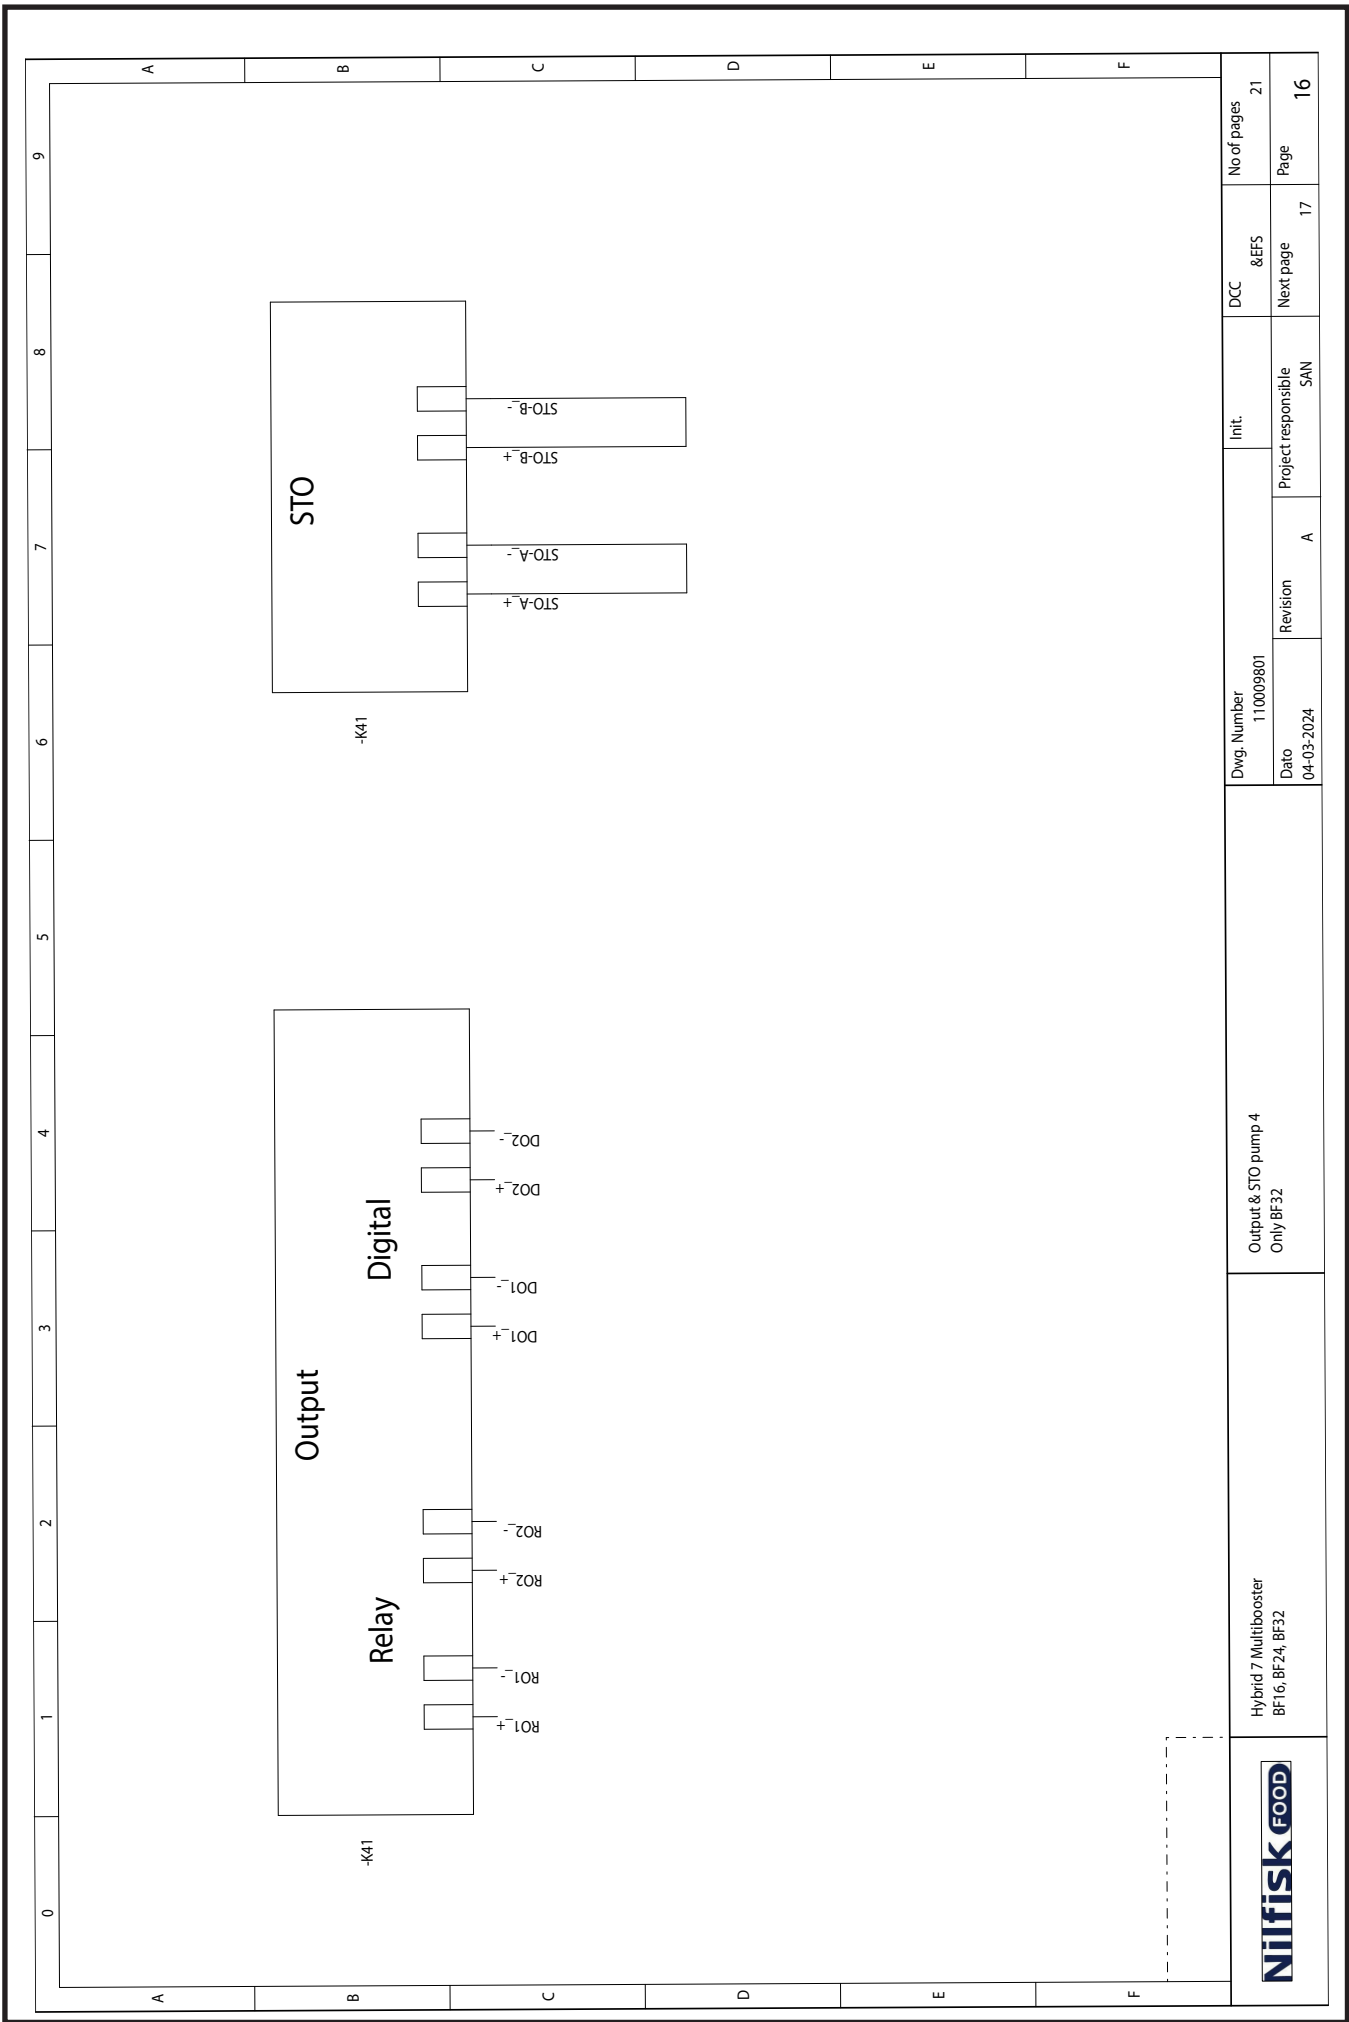 0 1 2 3 4 5 6 7 8 9
A
A
B
B
C
C
D
D
E
E
F
F
Output
STO
Relay
Digital
-K41
-K41
RO1_+
RO1_-
RO2_+
RO2_-
DO1_+
DO1_-
DO2_+
DO2_-
STO-A_+
STO-A_-
STO-B_+
STO-B_-
Nilfisk FOOD
Hybrid 7 Multibooster
BF16, BF24, BF32
Output & STO pump 4
Only BF32
Dwg. Number
110009801
Init.
DCC
&EFS
No of pages
21
Dato
04-03-2024
Revision
A
Project responsible
SAN
Next page
17
Page
16